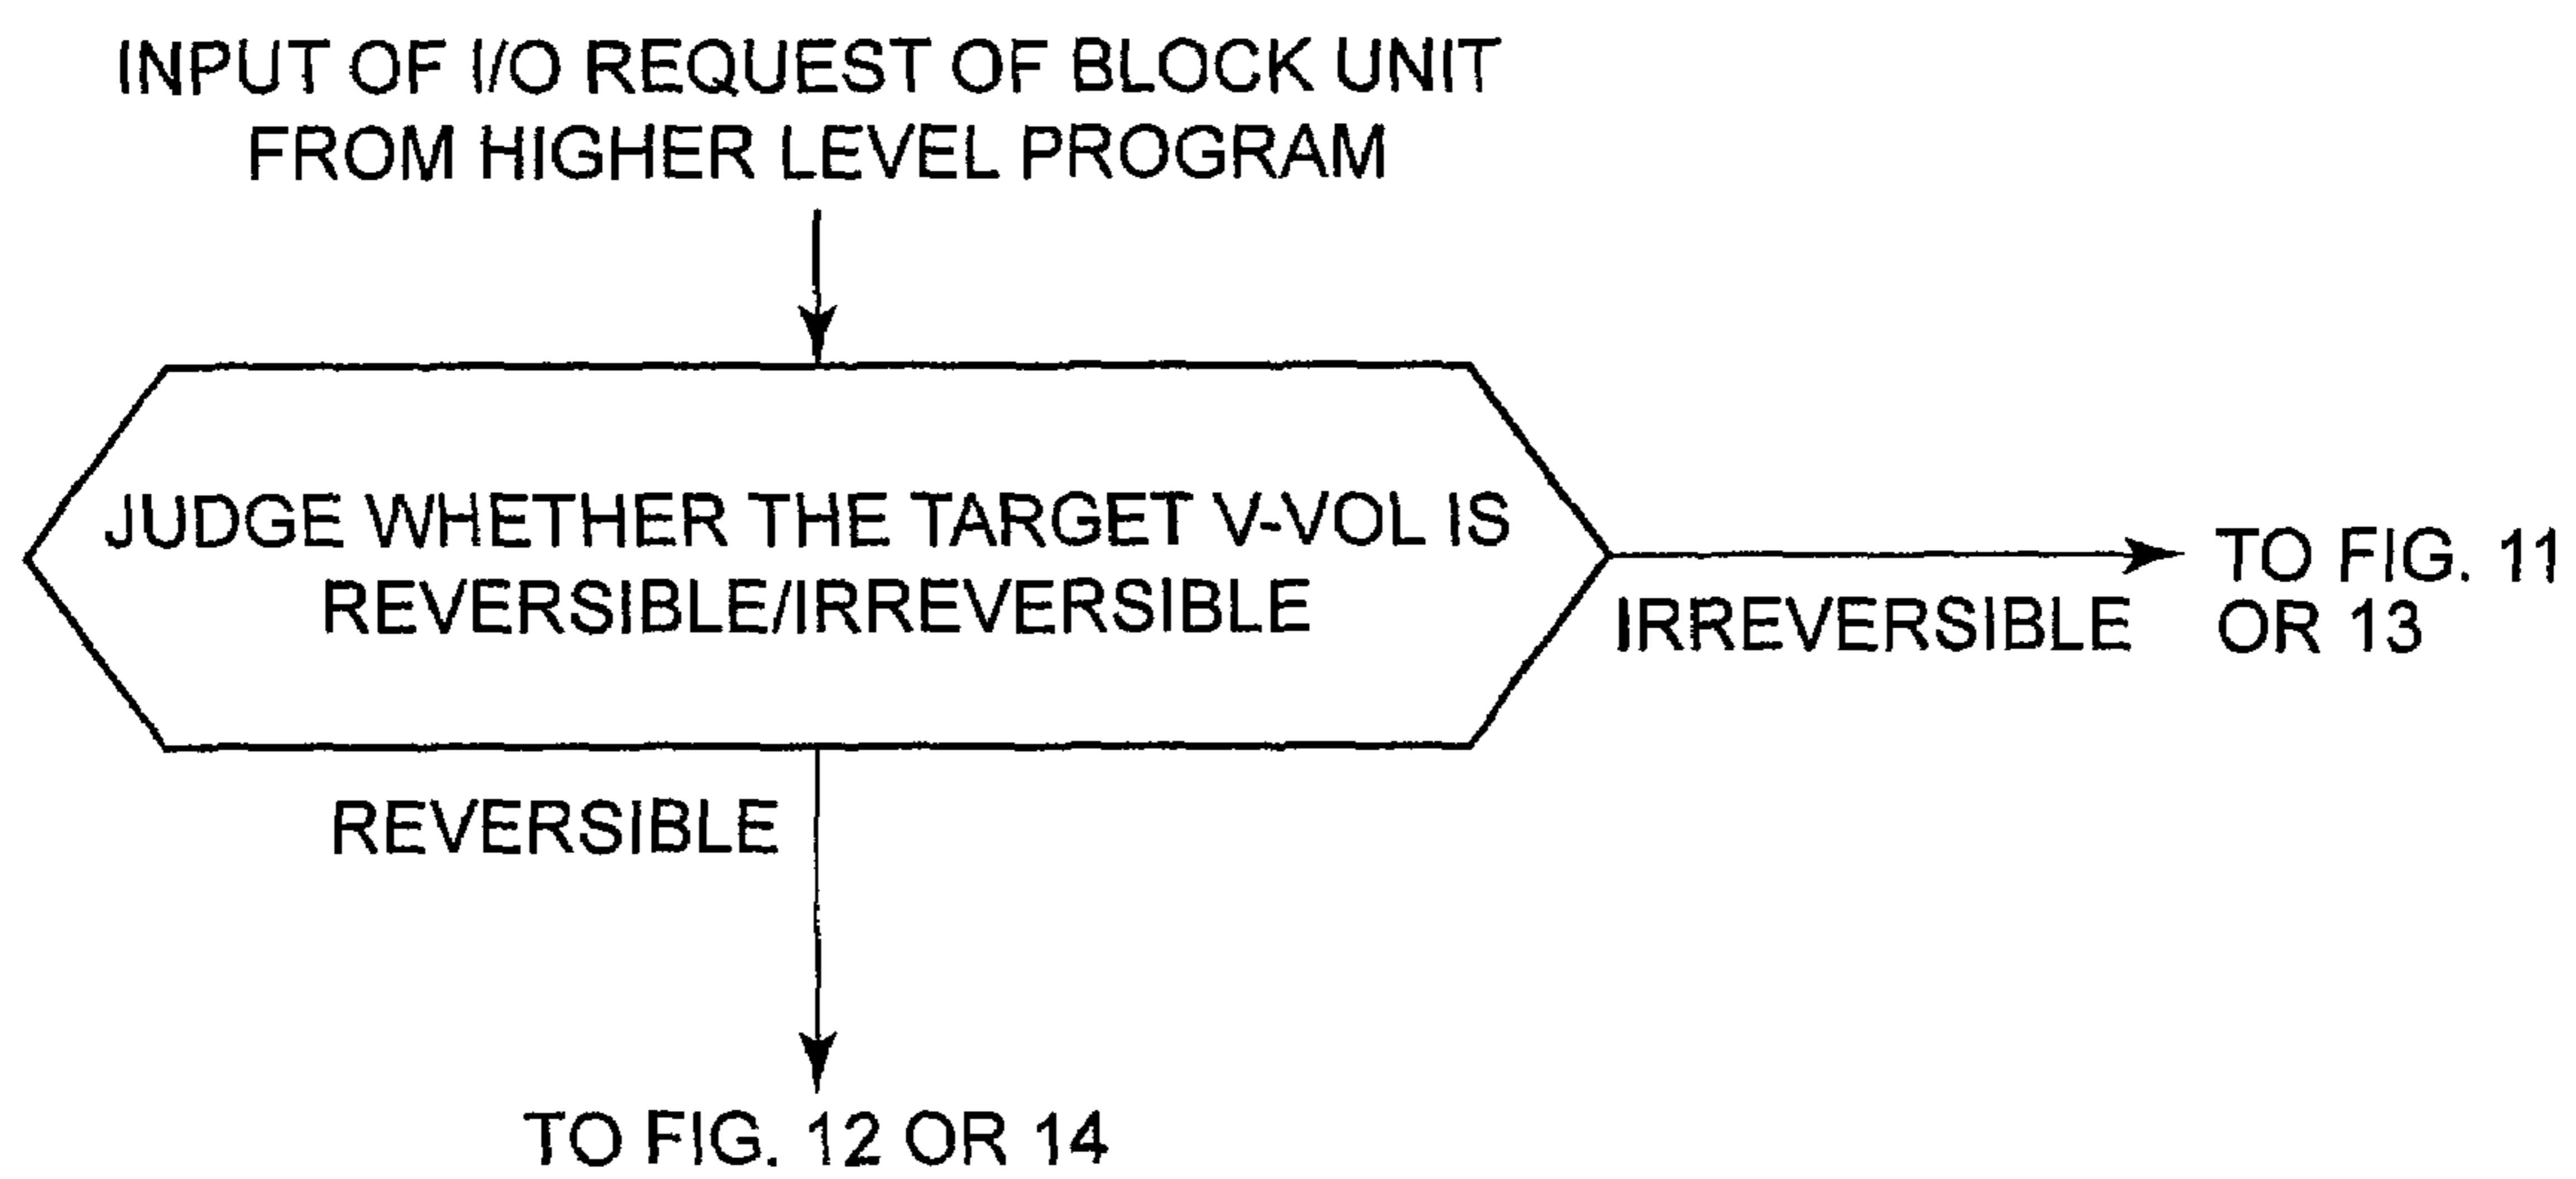 INPUT OF I/O REQUEST OF BLOCK UNIT
FROM HIGHER LEVEL PROGRAM
JUDGE WHETHER THE TARGET V-VOL IS
REVERSIBLE/IRREVERSIBLE
IRREVERSIBLE
TO FIG. 11
OR 13
REVERSIBLE
TO FIG. 12 OR 14